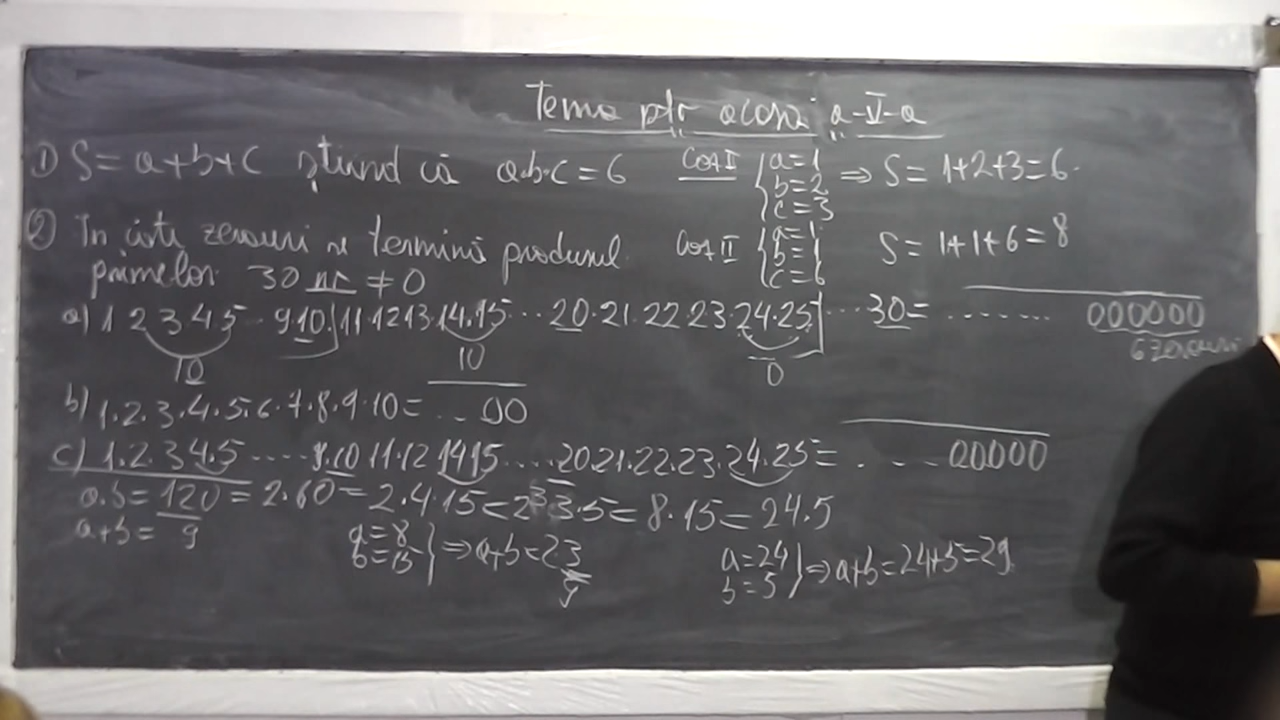 Tema ptr acasă a-V-a
① S = a+b+c știind că a·b·c = 6
Caz I { a=1 b=2 c=3 ⇒ S = 1+2+3=6.
② În câte zerouri se termină produsul
primelor 30 nr ≠ 0
Caz II { a=1 b=1 c=6 S = 1+1+6=8
a) 1 2 3 4 5 · 9·10·11·12·13·14·15 ... 20·21·22·23·24·25 ... 30 = ........ 000000
10 10 0 6 zerouri
b) 1·2·3·4·5·6·7·8·9·10 = ... 00
c) 1·2·3 4·5 ..... 9·10 11·12 14·15 ..... 20·21·22·23·24·25 = . ... 00000
a·b = 120 = 2·60 = 2·4·15 = 2³·3·5 = 8·15 = 24·5
a+b = 9
a=8 b=15 } ⇒ a+b=23
a=24 b=5 } ⇒ a+b=24+5=29